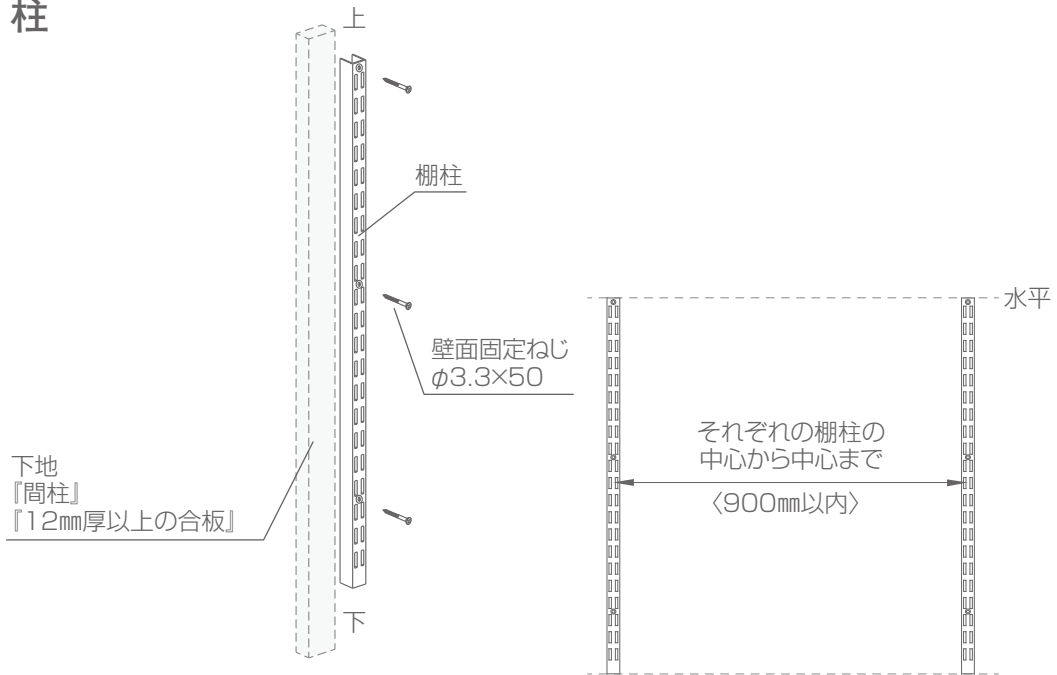 柱
上
棚柱
壁面固定ねじ
φ3.3×50
下地
『間柱』
『12㎜厚以上の合板』
下
水平
それぞれの棚柱の
中心から中心まで
〈900㎜以内〉